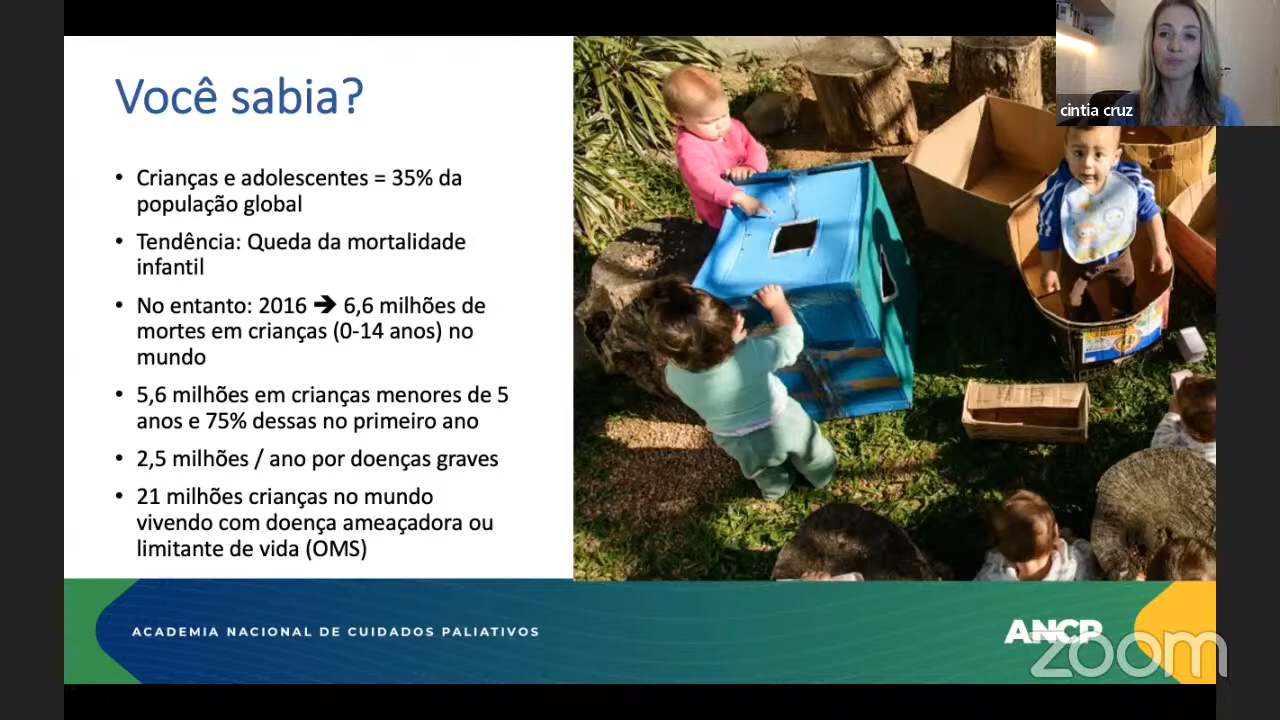 Você sabia?
• Crianças e adolescentes = 35% da
população global
• Tendência: Queda da mortalidade
infantil
• No entanto: 2016 ➔ 6,6 milhões de
mortes em crianças (0-14 anos) no
mundo
• 5,6 milhões em crianças menores de 5
anos e 75% dessas no primeiro ano
• 2,5 milhões / ano por doenças graves
• 21 milhões crianças no mundo
vivendo com doença ameaçadora ou
limitante de vida (OMS)
cintia cruz
ACADEMIA NACIONAL DE CUIDADOS PALIATIVOS
ANCP
zoom